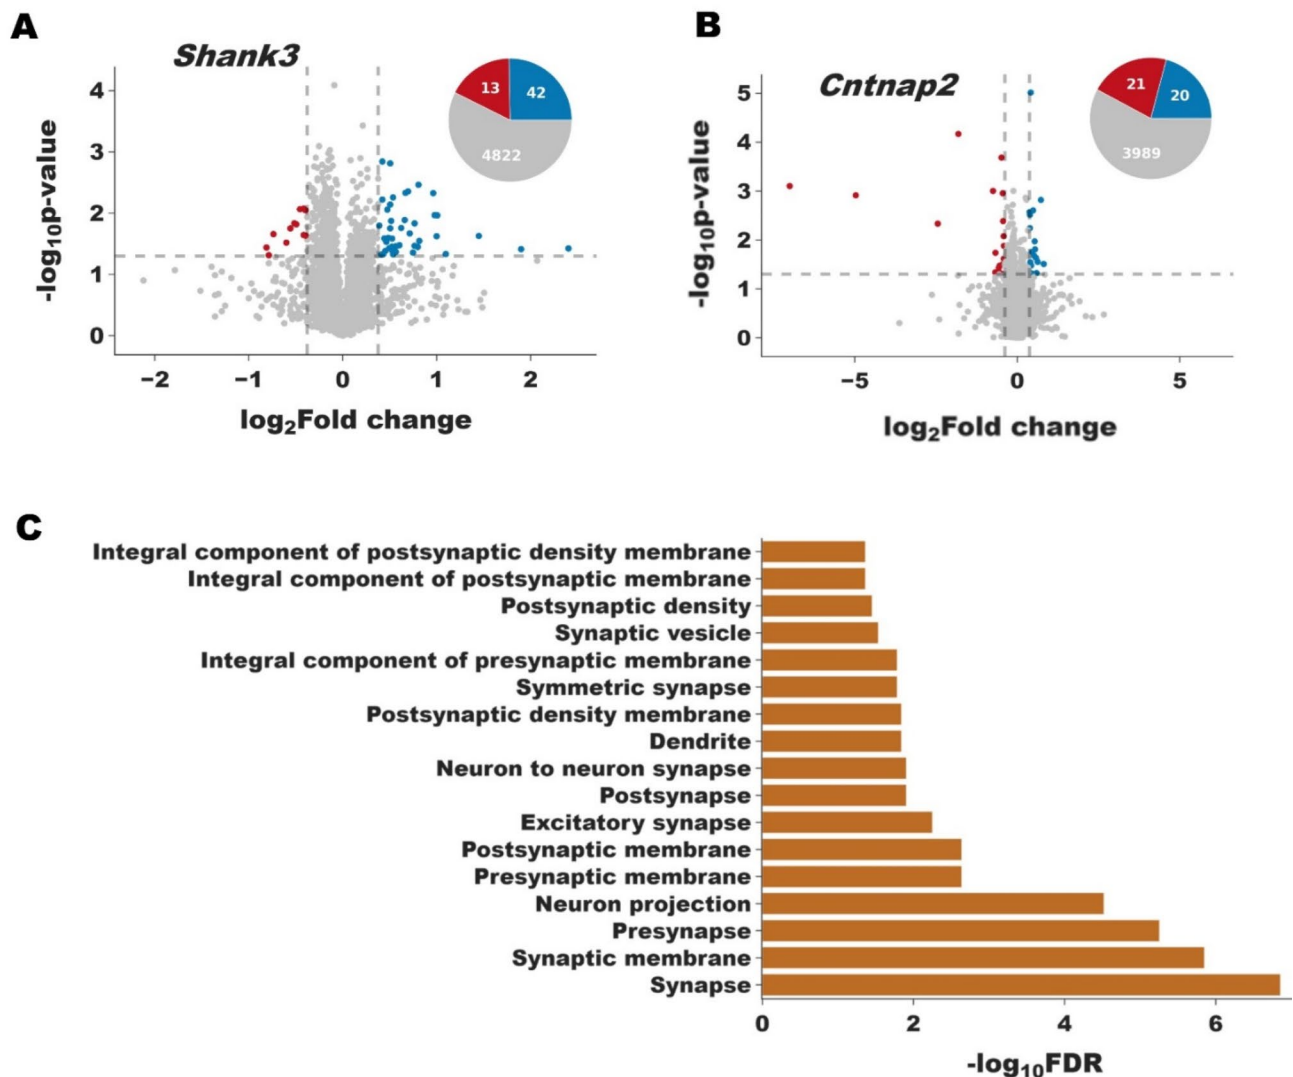 A
Shank3
13
42
4822
4
3
2
1
0
-log₁₀p-value
−2
−1
0
1
2
log₂Fold change
B
Cntnap2
21
20
3989
5
4
3
2
1
0
-log₁₀p-value
−5
0
5
log₂Fold change
C
Integral component of postsynaptic density membrane
Integral component of postsynaptic membrane
Postsynaptic density
Synaptic vesicle
Integral component of presynaptic membrane
Symmetric synapse
Postsynaptic density membrane
Dendrite
Neuron to neuron synapse
Postsynapse
Excitatory synapse
Postsynaptic membrane
Presynaptic membrane
Neuron projection
Presynapse
Synaptic membrane
Synapse
0
2
4
6
-log₁₀FDR